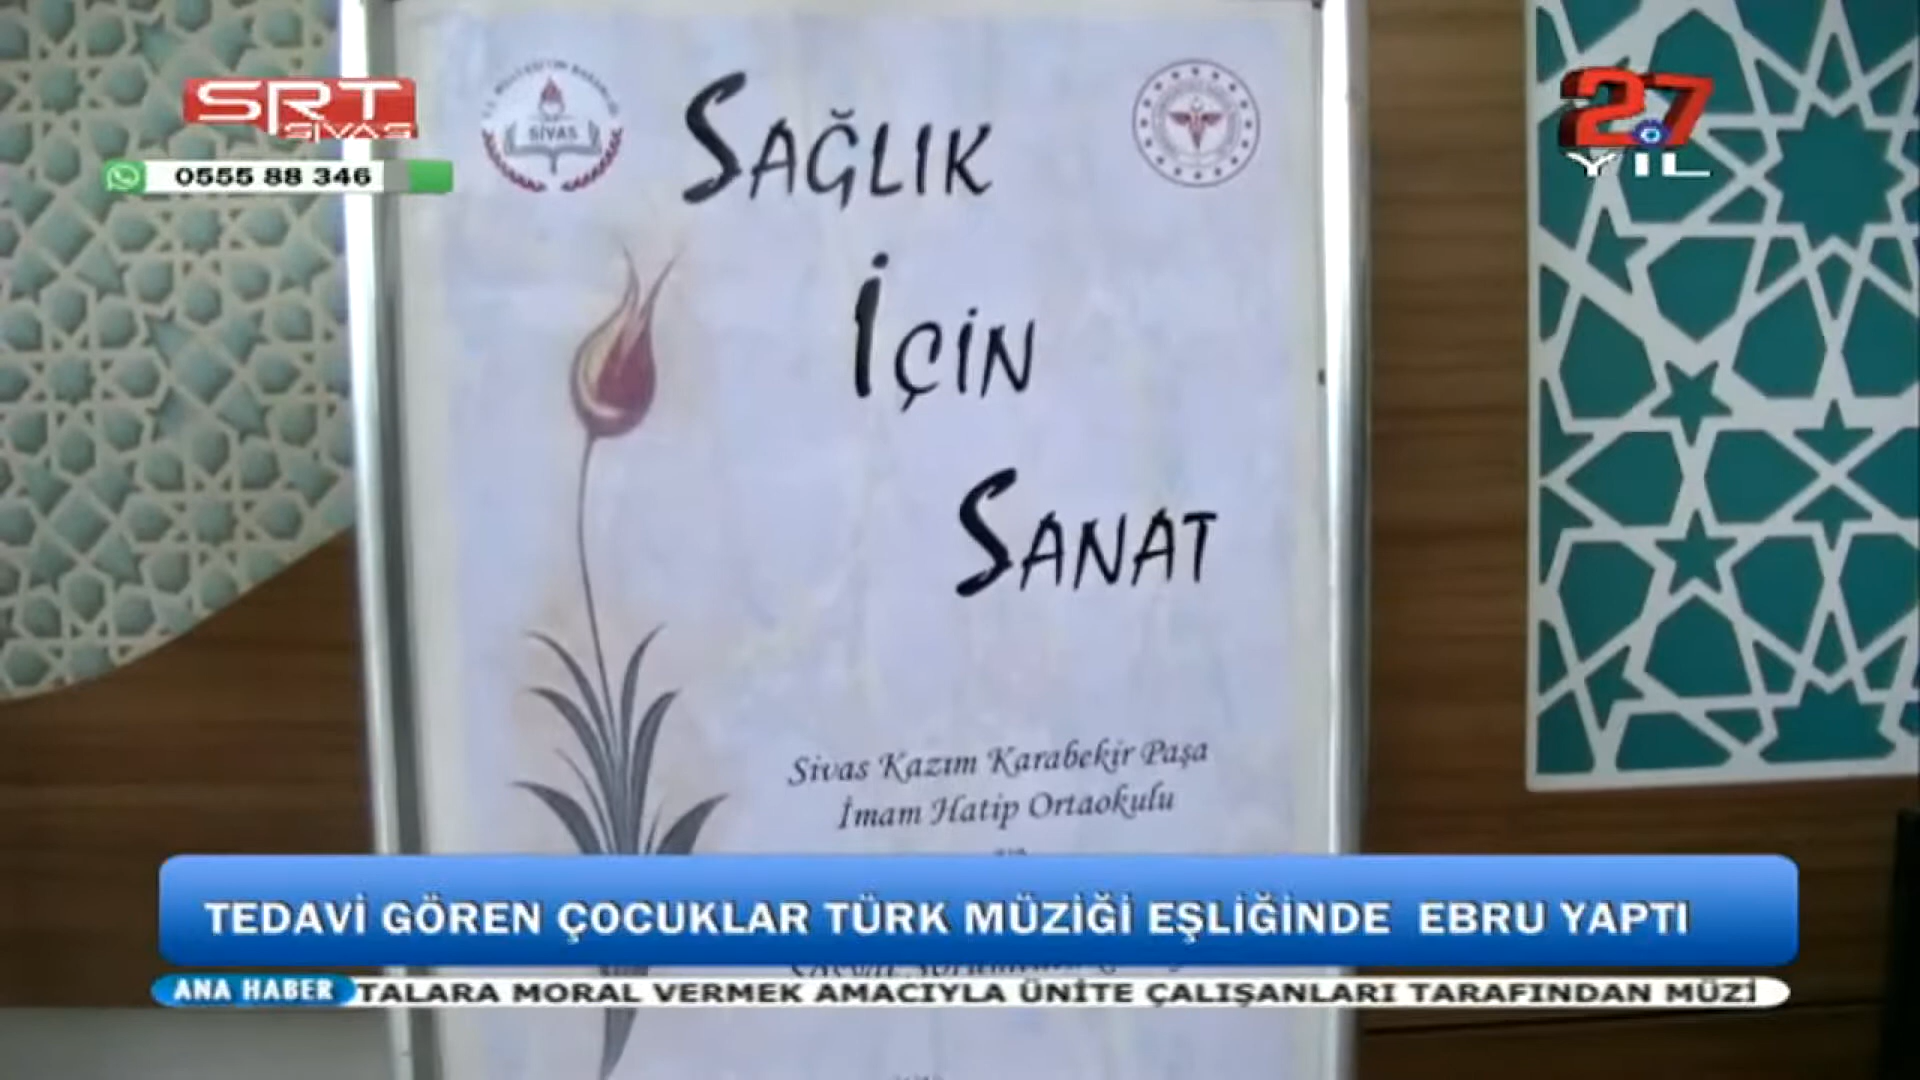 SRT
SİVAS
0555 88 346
27
YIL
SİVAS
SAĞLIK
İÇİN
SANAT
Sivas Kazım Karabekir Paşa
İmam Hatip Ortaokulu
TEDAVİ GÖREN ÇOCUKLAR TÜRK MÜZİĞİ EŞLİĞİNDE EBRU YAPTI
ANA HABER
TALARA MORAL VERMEK AMACIYLA ÜNİTE ÇALIŞANLARI TARAFINDAN MÜZİ